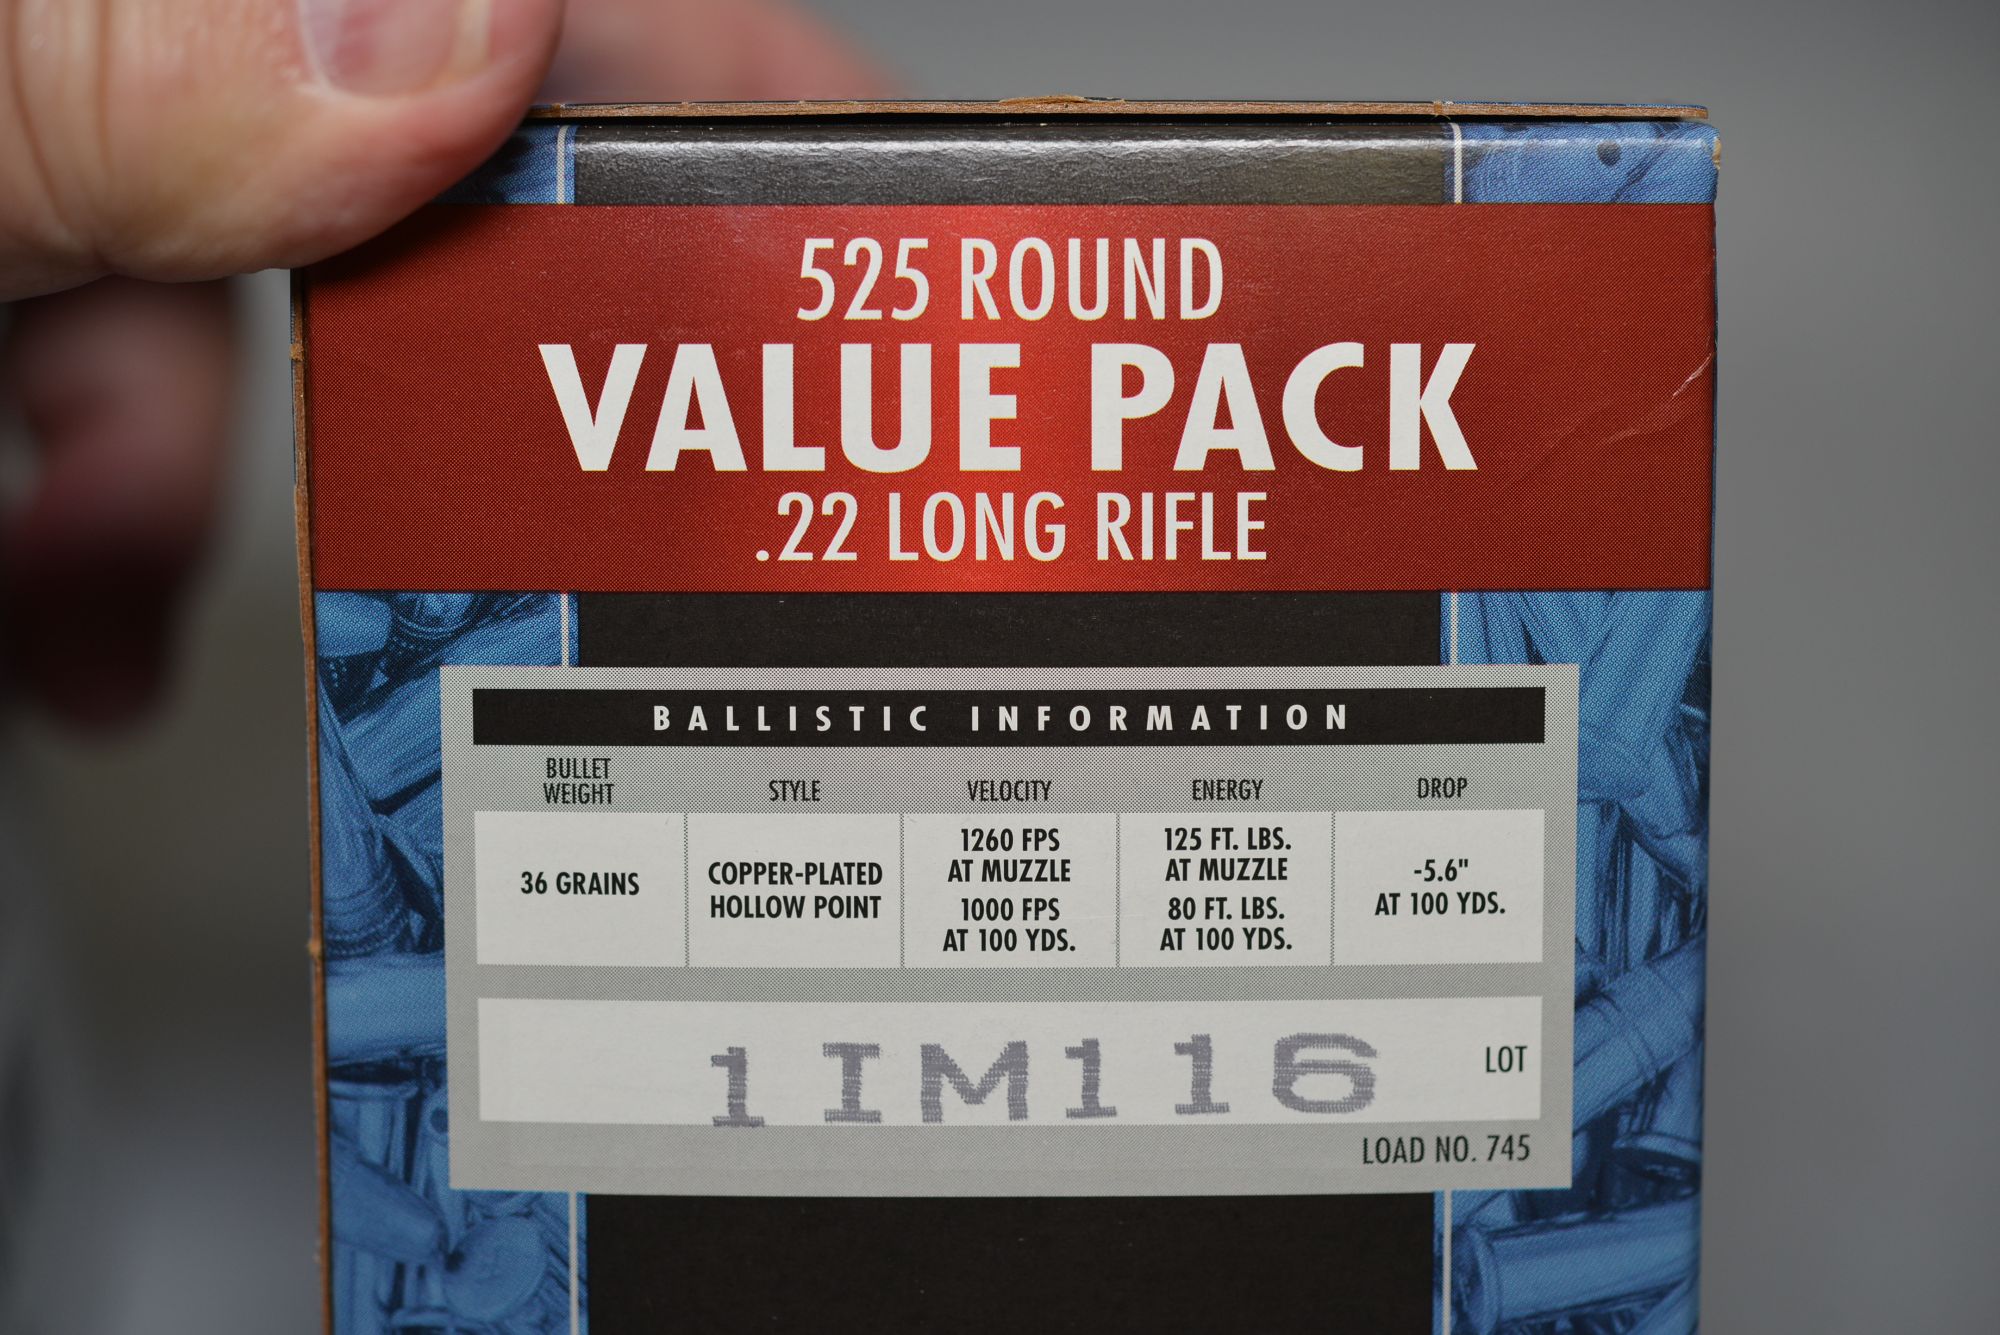 525 ROUND
VALUE PACK
.22 LONG RIFLE
BALLISTIC INFORMATION
BULLET
WEIGHT
STYLE
VELOCITY
ENERGY
DROP
36 GRAINS
COPPER-PLATED
HOLLOW POINT
1260 FPS
AT MUZZLE
1000 FPS
AT 100 YDS.
125 FT. LBS.
AT MUZZLE
80 FT. LBS.
AT 100 YDS.
-5.6"
AT 100 YDS.
1IM116
LOT
LOAD NO. 745